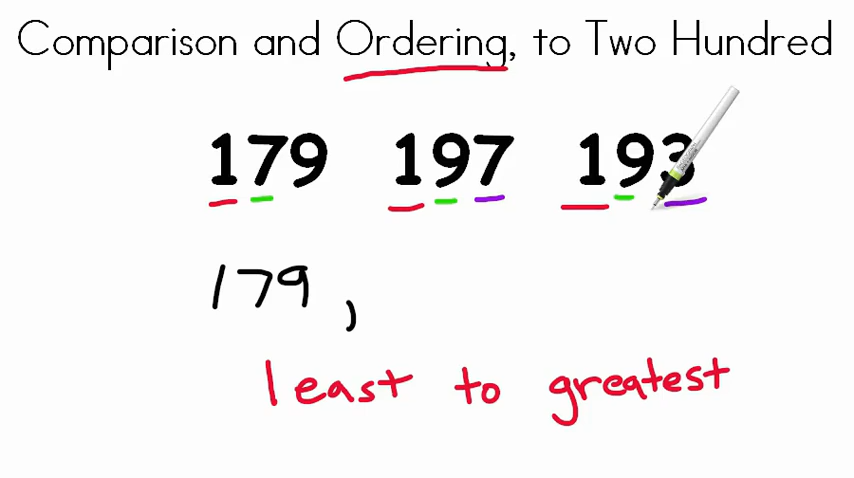 Comparison and Ordering, to Two Hundred
179 197 193
179 ,
least to greatest